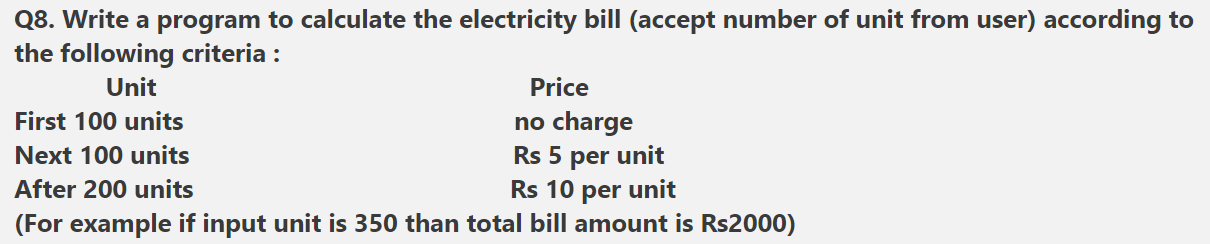 Q8. Write a program to calculate the electricity bill (accept number of unit from user) according to
the following criteria :
Unit Price
First 100 units no charge
Next 100 units Rs 5 per unit
After 200 units Rs 10 per unit
(For example if input unit is 350 than total bill amount is Rs2000)